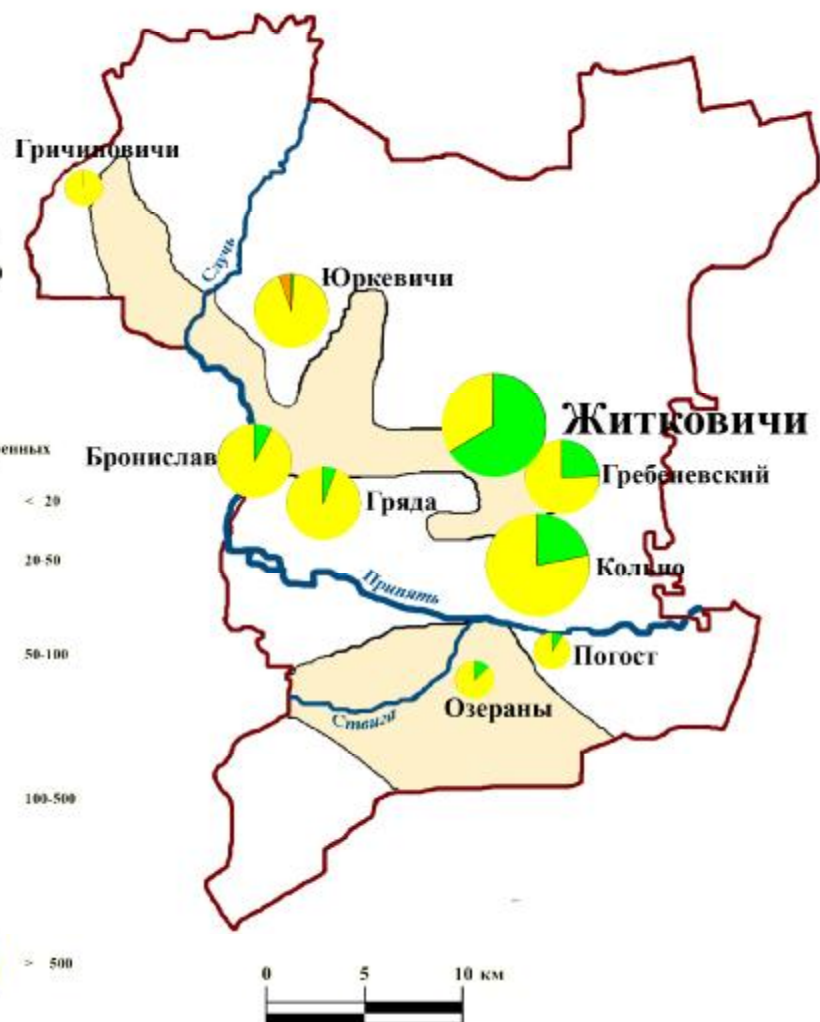 Гричиновичи
Случь
Юркевичи
Житковичи
Бронислав
Гряда
Гребеневский
Кольно
Припять
Погост
Озераны
Ствига
< 20
20-50
50-100
100-500
> 500
0 5 10 км